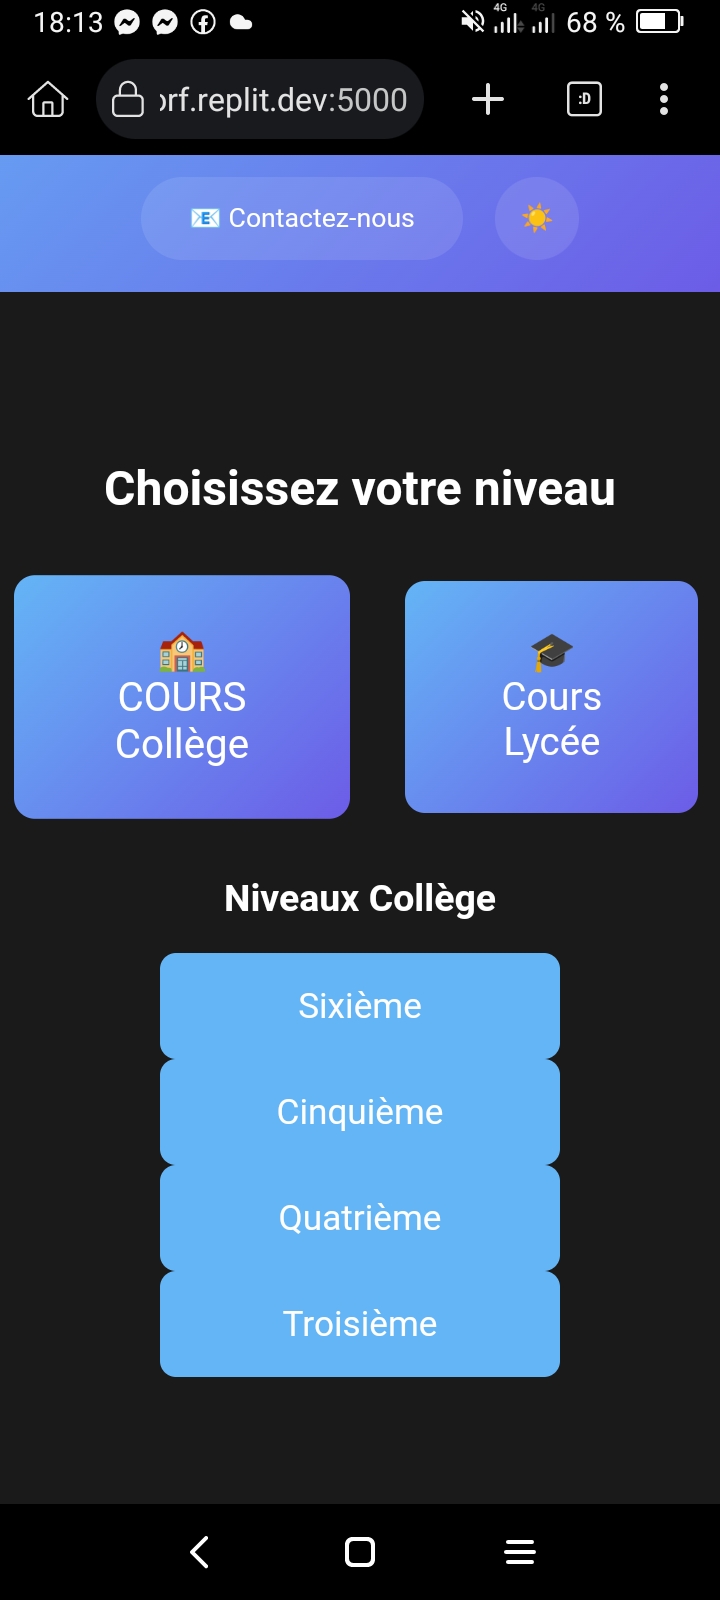 18:13 4G 4G 68 %
orf.replit.dev:5000 :D
📧 Contactez-nous ☀️
Choisissez votre niveau
🏫
COURS
Collège
🎓
Cours
Lycée
Niveaux Collège
Sixième
Cinquième
Quatrième
Troisième